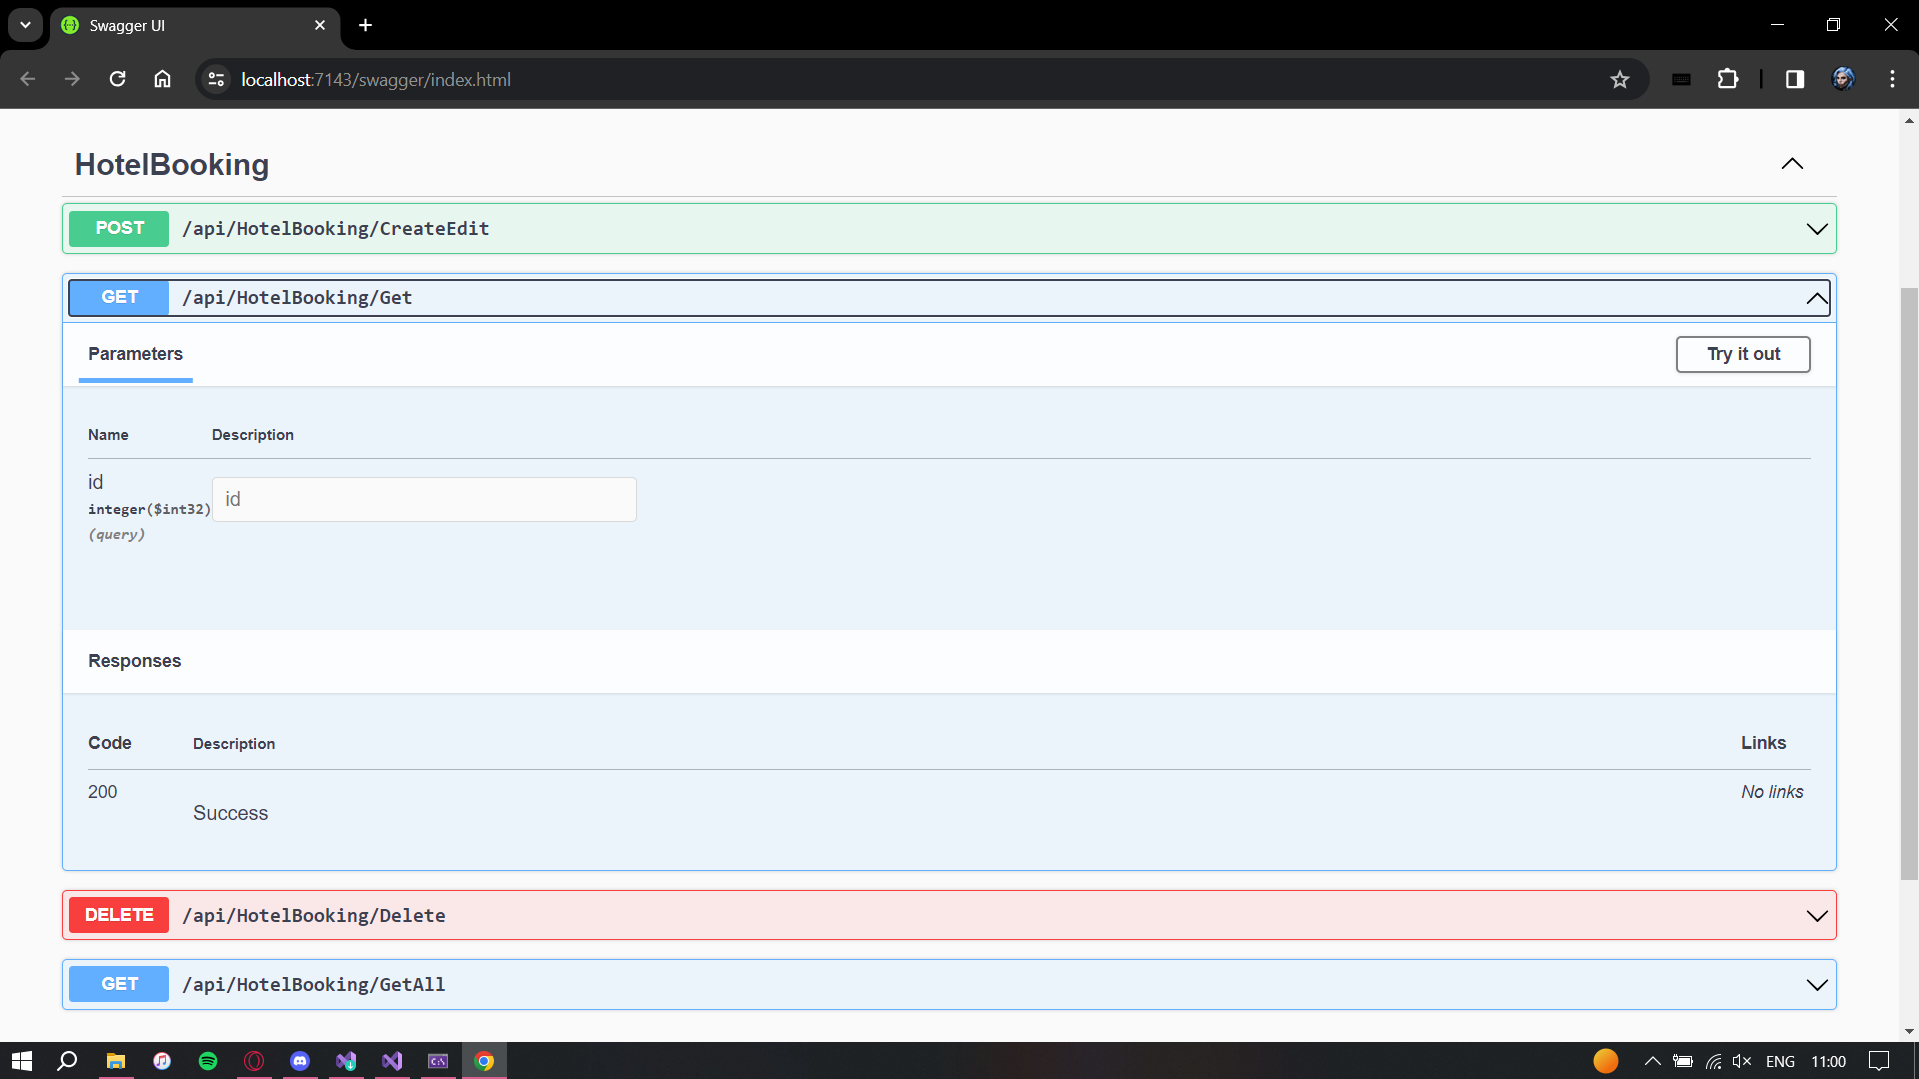 Swagger UI
localhost:7143/swagger/index.html
HotelBooking
POST /api/HotelBooking/CreateEdit
GET /api/HotelBooking/Get
Parameters
Try it out
Name Description
id
id
integer($int32)
(query)
Responses
Code Description Links
200 No links
Success
DELETE /api/HotelBooking/Delete
GET /api/HotelBooking/GetAll
C:\
ENG 11:00